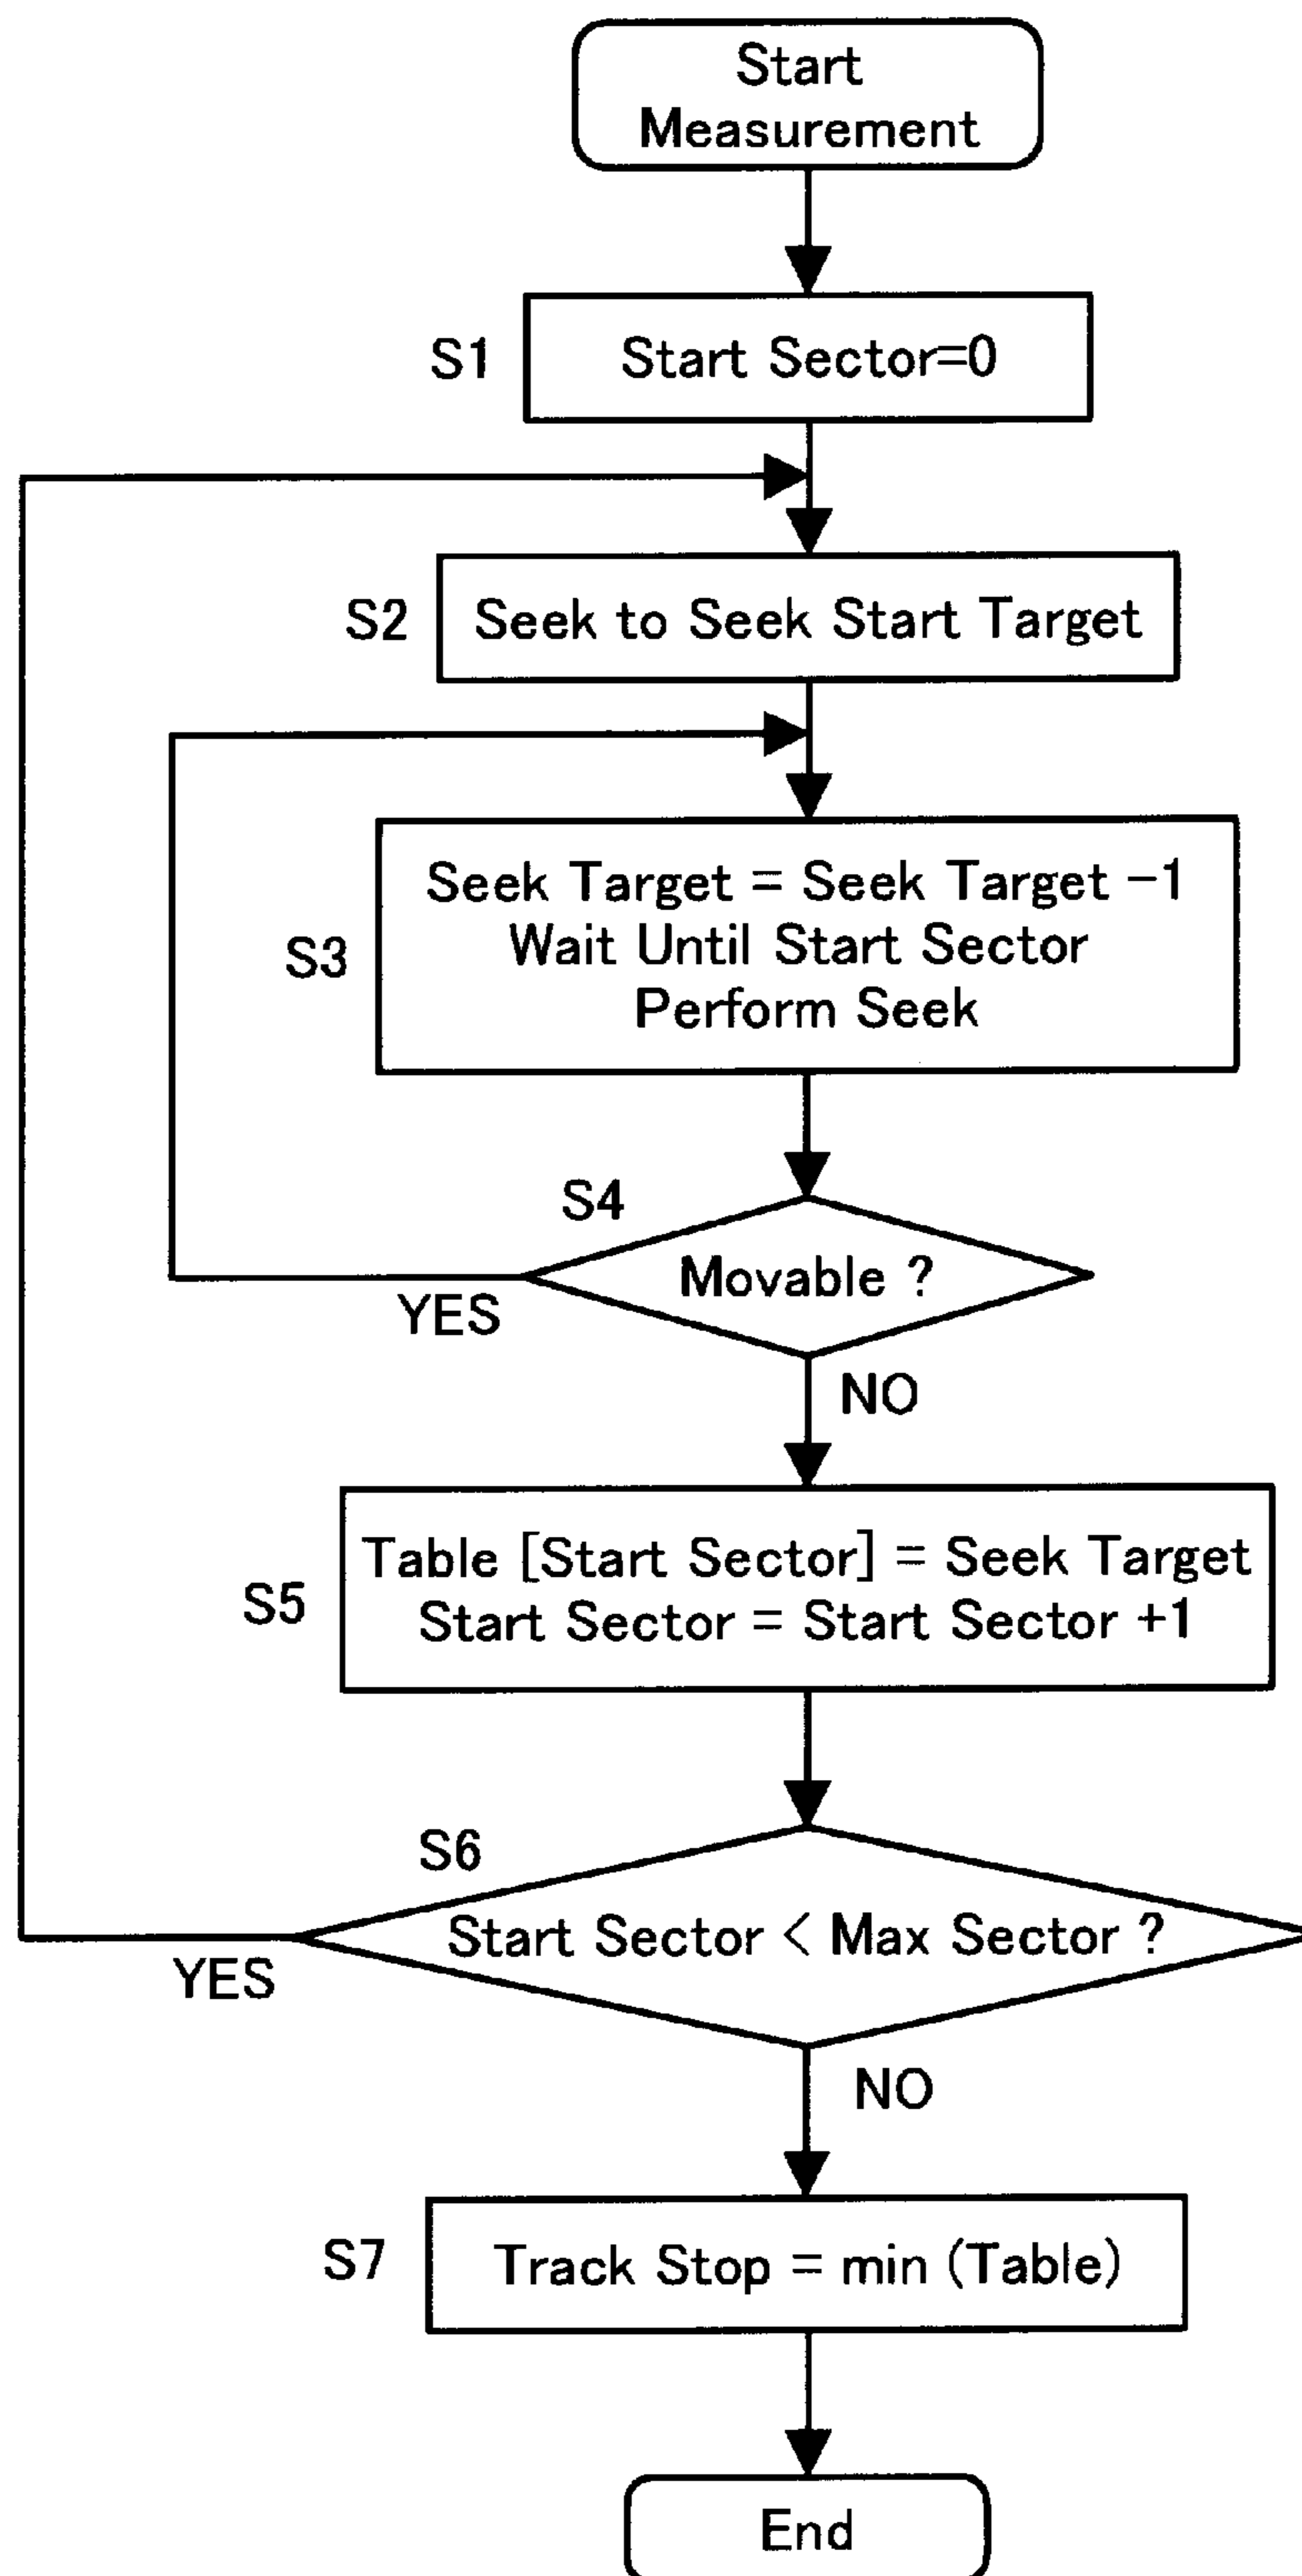 Start
Measurement
S1
Start Sector=0
S2
Seek to Seek Start Target
S3
Seek Target = Seek Target -1
Wait Until Start Sector
Perform Seek
S4
Movable ?
YES
NO
S5
Table [Start Sector] = Seek Target
Start Sector = Start Sector +1
S6
Start Sector < Max Sector ?
YES
NO
S7
Track Stop = min (Table)
End